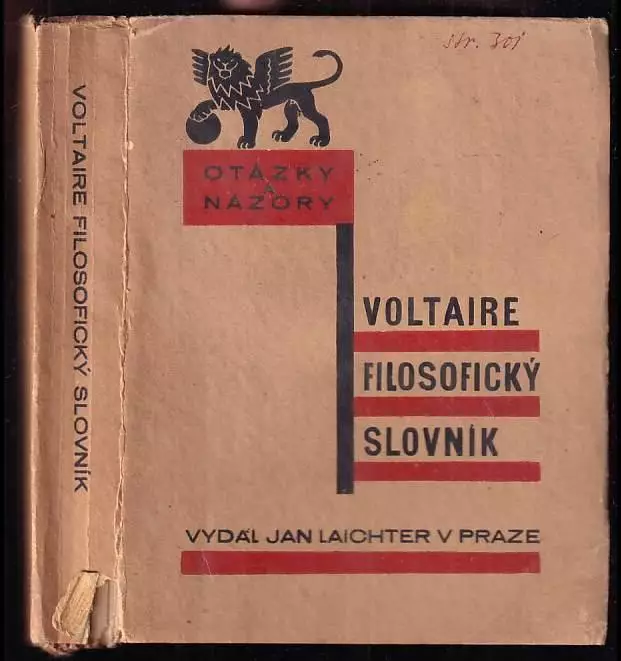 VOLTAIRE FILOSOFICKÝ SLOVNÍK
str. 301
OTÁZKY
A
NÁZORY
VOLTAIRE
FILOSOFICKÝ
SLOVNÍK
VYDAL JAN LAICHTER V PRAZE